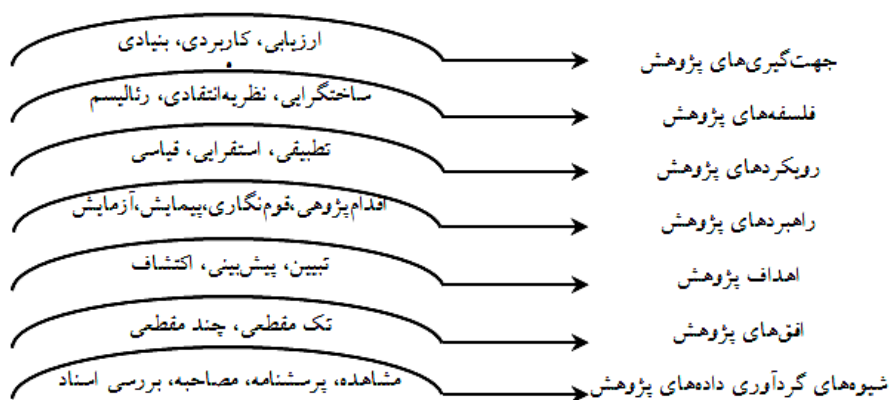 ارزیابی، کاربردی، بنیادی
جهت‌گیری‌های پژوهش
ساختگرایی، نظریه‌انتقادی، رئالیسم
فلسفه‌های پژوهش
تطبیقی، استقرایی، قیاسی
رویکردهای پژوهش
اقدام‌پژوهی،قوم‌نگاری،پیمایش،آزمایش
راهبردهای پژوهش
تبیین، پیش‌بینی، اکتشاف
اهداف پژوهش
تک مقطعی، چند مقطعی
افق‌های پژوهش
مشاهده، پرسشنامه، مصاحبه، بررسی اسناد
شیوه‌های گردآوری داده‌های پژوهش